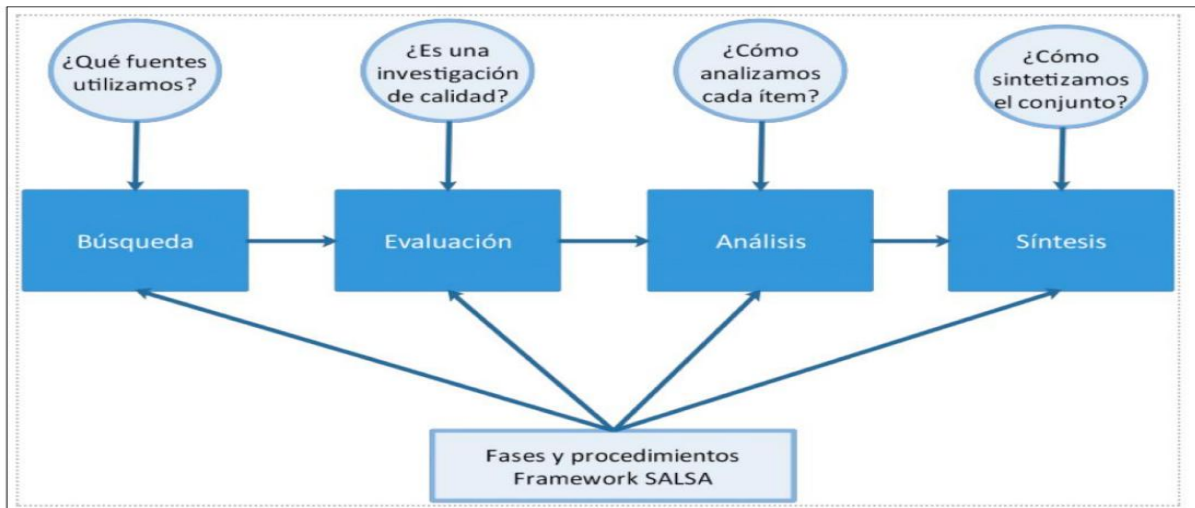 ¿Qué fuentes
utilizamos?
¿Es una
investigación
de calidad?
¿Cómo
analizamos
cada ítem?
¿Cómo
sintetizamos
el conjunto?
Búsqueda
Evaluación
Análisis
Síntesis
Fases y procedimientos
Framework SALSA